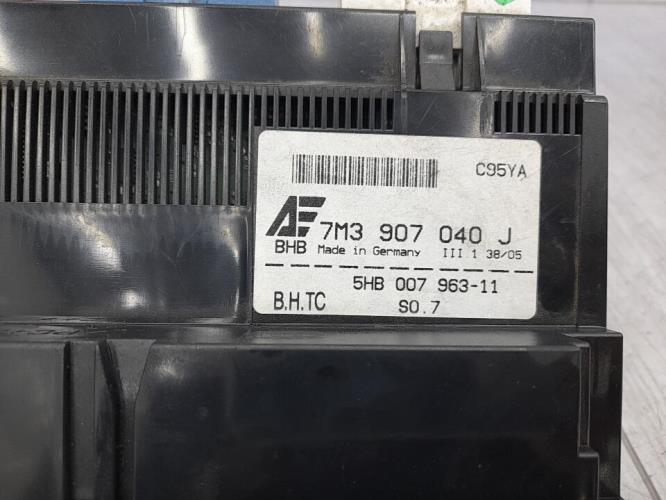 C95YA
AE 7M3 907 040 J
BHB Made in Germany III 1 38/05
5HB 007 963-11
B.H.TC SO.7